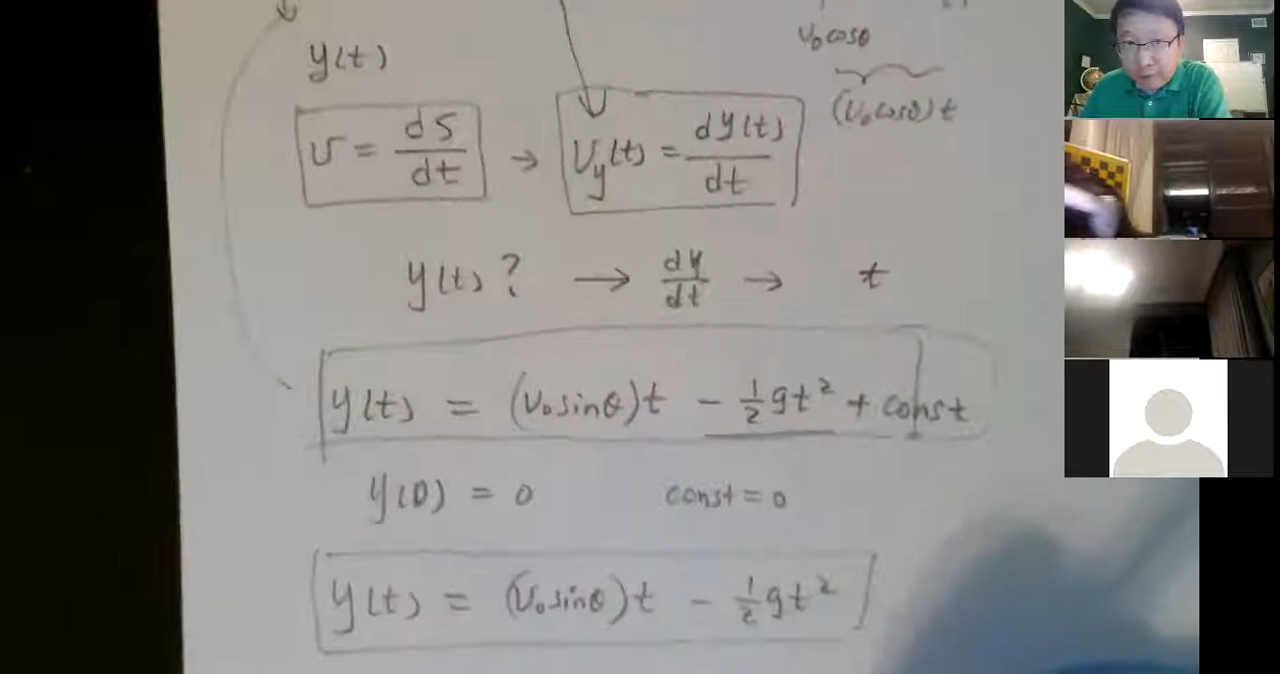 v₀cosθ
y(t)
(v₀cosθ)t
v = dS/dt → Vy(t) = dy(t)/dt
y(t)? → dy/dt → t
y(t) = (v₀sinθ)t - ½gt² + const
y(0) = 0 const = 0
y(t) = (v₀sinθ)t - ½gt²